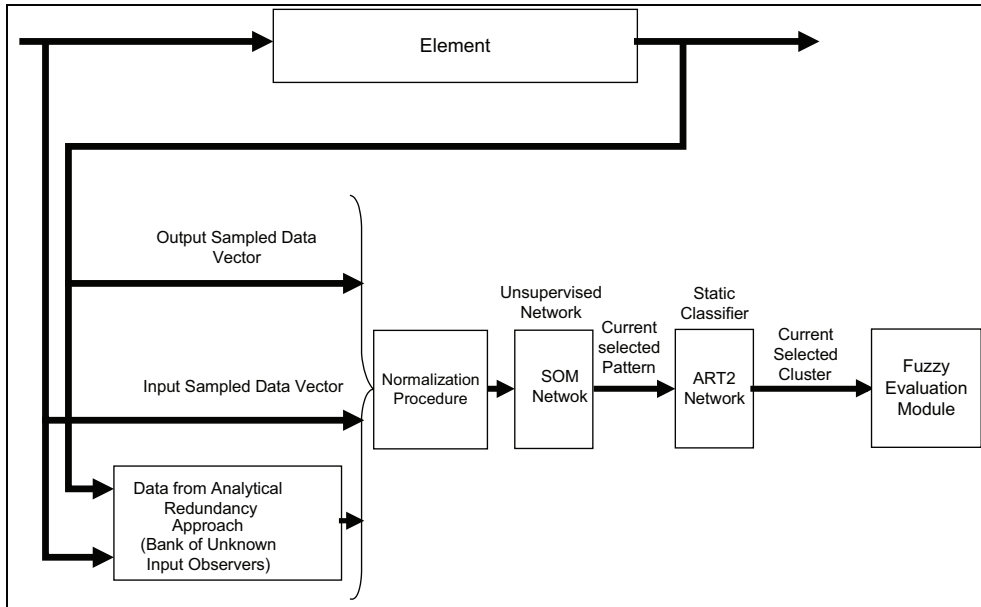 Element
Output Sampled Data
Vector
Input Sampled Data Vector
Data from Analytical
Redundancy
Approach
(Bank of Unknown
Input Observers)
Normalization
Procedure
Unsupervised
Network
SOM
Netwok
Current
selected
Pattern
Static
Classifier
ART2
Network
Current
Selected
Cluster
Fuzzy
Evaluation
Module